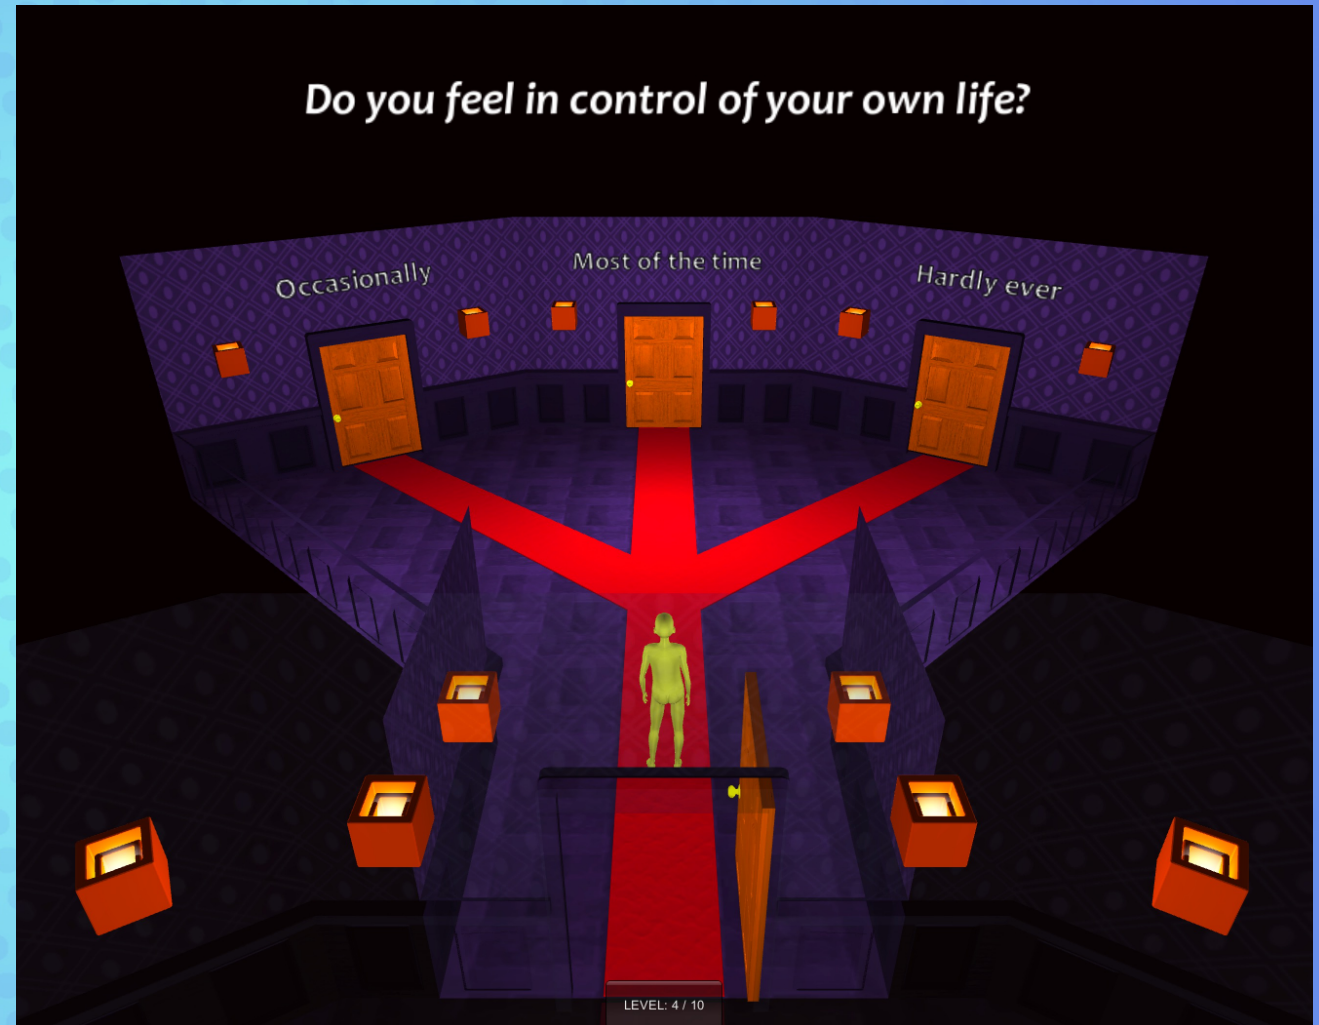 Do you feel in control of your own life?
Occasionally
Most of the time
Hardly ever
LEVEL: 4 / 10